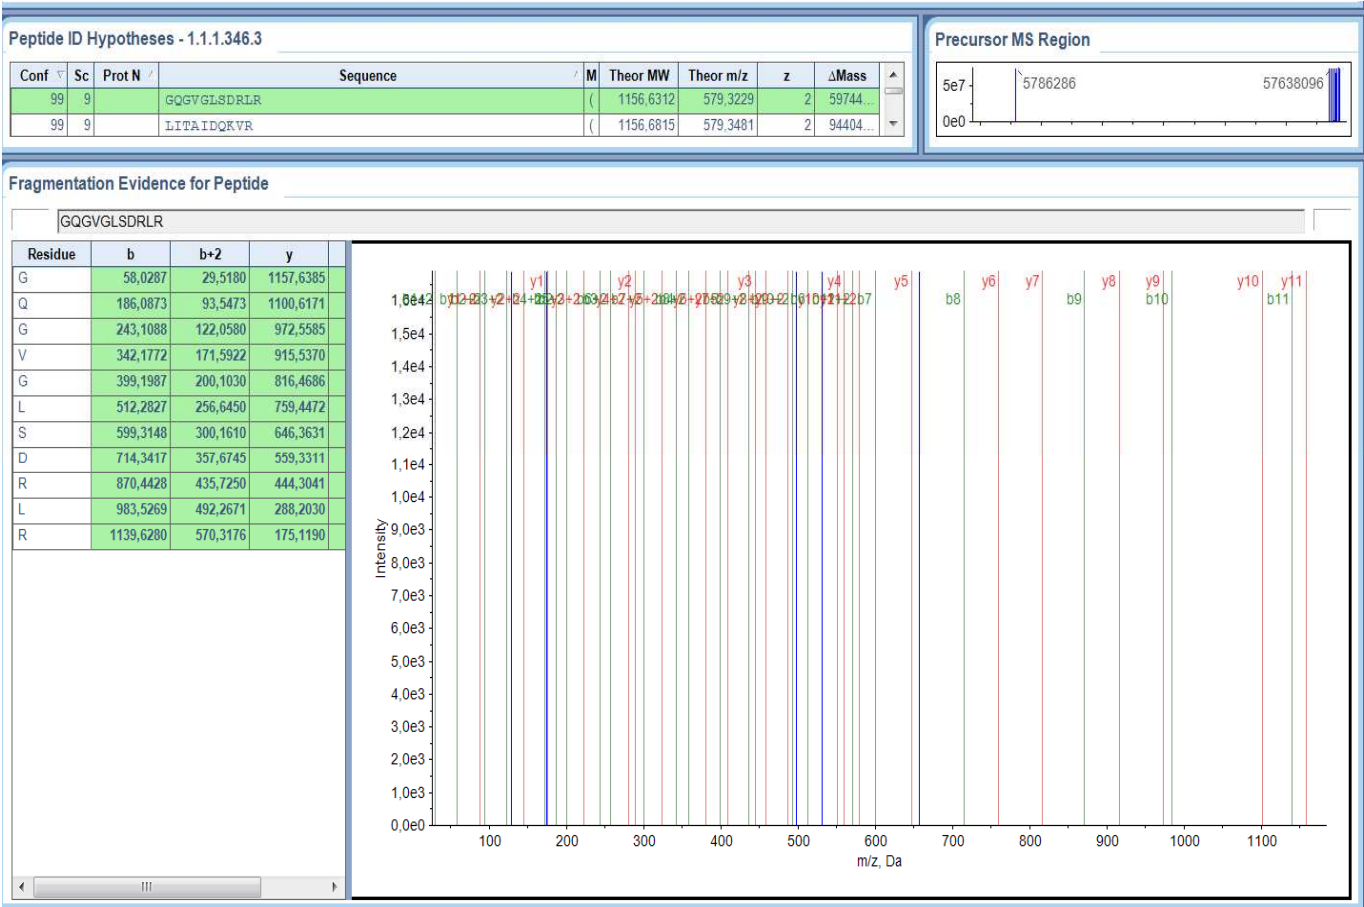 Peptide ID Hypotheses - 1.1.1.346.3
Conf Sc Prot N Sequence M Theor MW Theor m/z z ΔMass
99 9 GQGVGLSDRLR ( 1156,6312 579,3229 2 59744...
99 9 LITAIDQKVR ( 1156,6815 579,3481 2 94404...
Precursor MS Region
5e7
0e0
5786286
57638096
Fragmentation Evidence for Peptide
GQGVGLSDRLR
Residue b b+2 y
G 58,0287 29,5180 1157,6385
Q 186,0873 93,5473 1100,6171
G 243,1088 122,0580 972,5585
V 342,1772 171,5922 915,5370
G 399,1987 200,1030 816,4686
L 512,2827 256,6450 759,4472
S 599,3148 300,1610 646,3631
D 714,3417 357,6745 559,3311
R 870,4428 435,7250 444,3041
L 983,5269 492,2671 288,2030
R 1139,6280 570,3176 175,1190
y1 y2 y3 y4 y5 y6 y7 y8 y9 y10 y11
b7 b8 b9 b10 b11
1,5e4
1,4e4
1,3e4
1,2e4
1,1e4
1,0e4
9,0e3
8,0e3
7,0e3
6,0e3
5,0e3
4,0e3
3,0e3
2,0e3
1,0e3
0,0e0
Intensity
100 200 300 400 500 600 700 800 900 1000 1100
m/z, Da